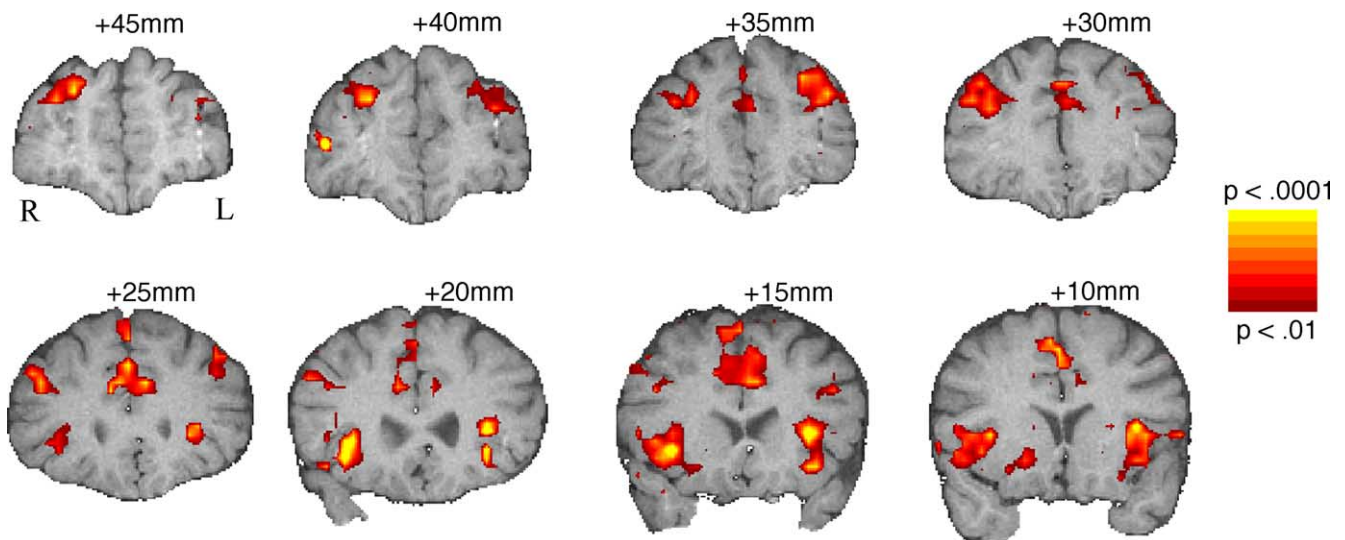 +45mm
+40mm
+35mm
+30mm
R
L
p < .0001
p < .01
+25mm
+20mm
+15mm
+10mm